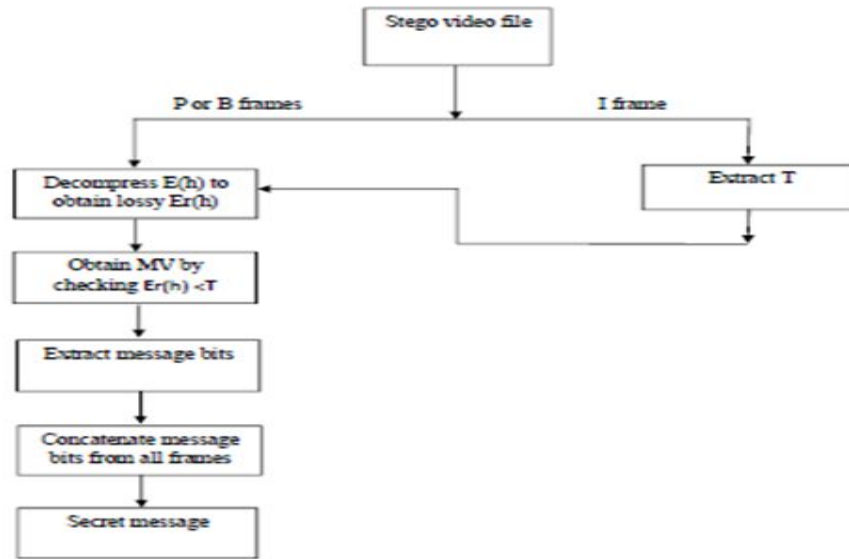 Stego video file
P or B frames
I frame
Decompress E(h) to
obtain lossy Er(h)
Extract T
Obtain MV by
checking Er(h) <T
Extract message bits
Concatenate message
bits from all frames
Secret message